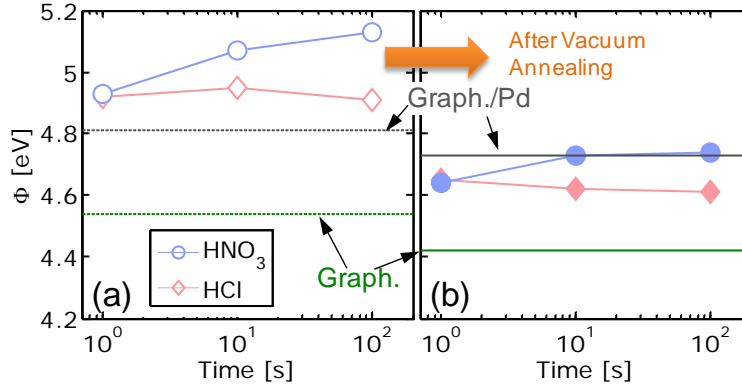 5.2
5
4.8
4.6
4.4
4.2
Φ [eV]
After Vacuum
Annealing
Graph./Pd
Graph.
HNO3
HCl
(a)
(b)
10^0
10^1
10^2
Time [s]
10^0
10^1
10^2
Time [s]